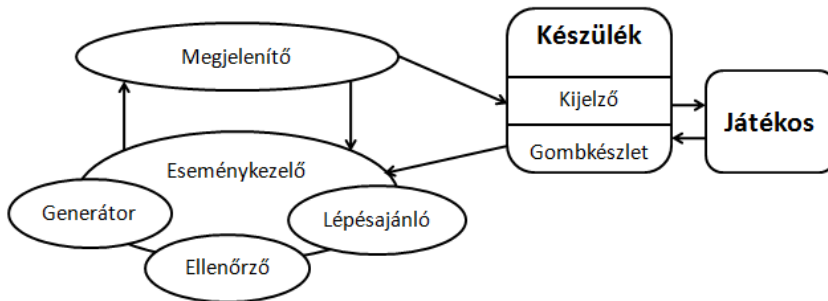 Megjelenítő
Készülék
Kijelző
Gombkészlet
Játékos
Eseménykezelő
Generátor
Lépésajánló
Ellenőrző